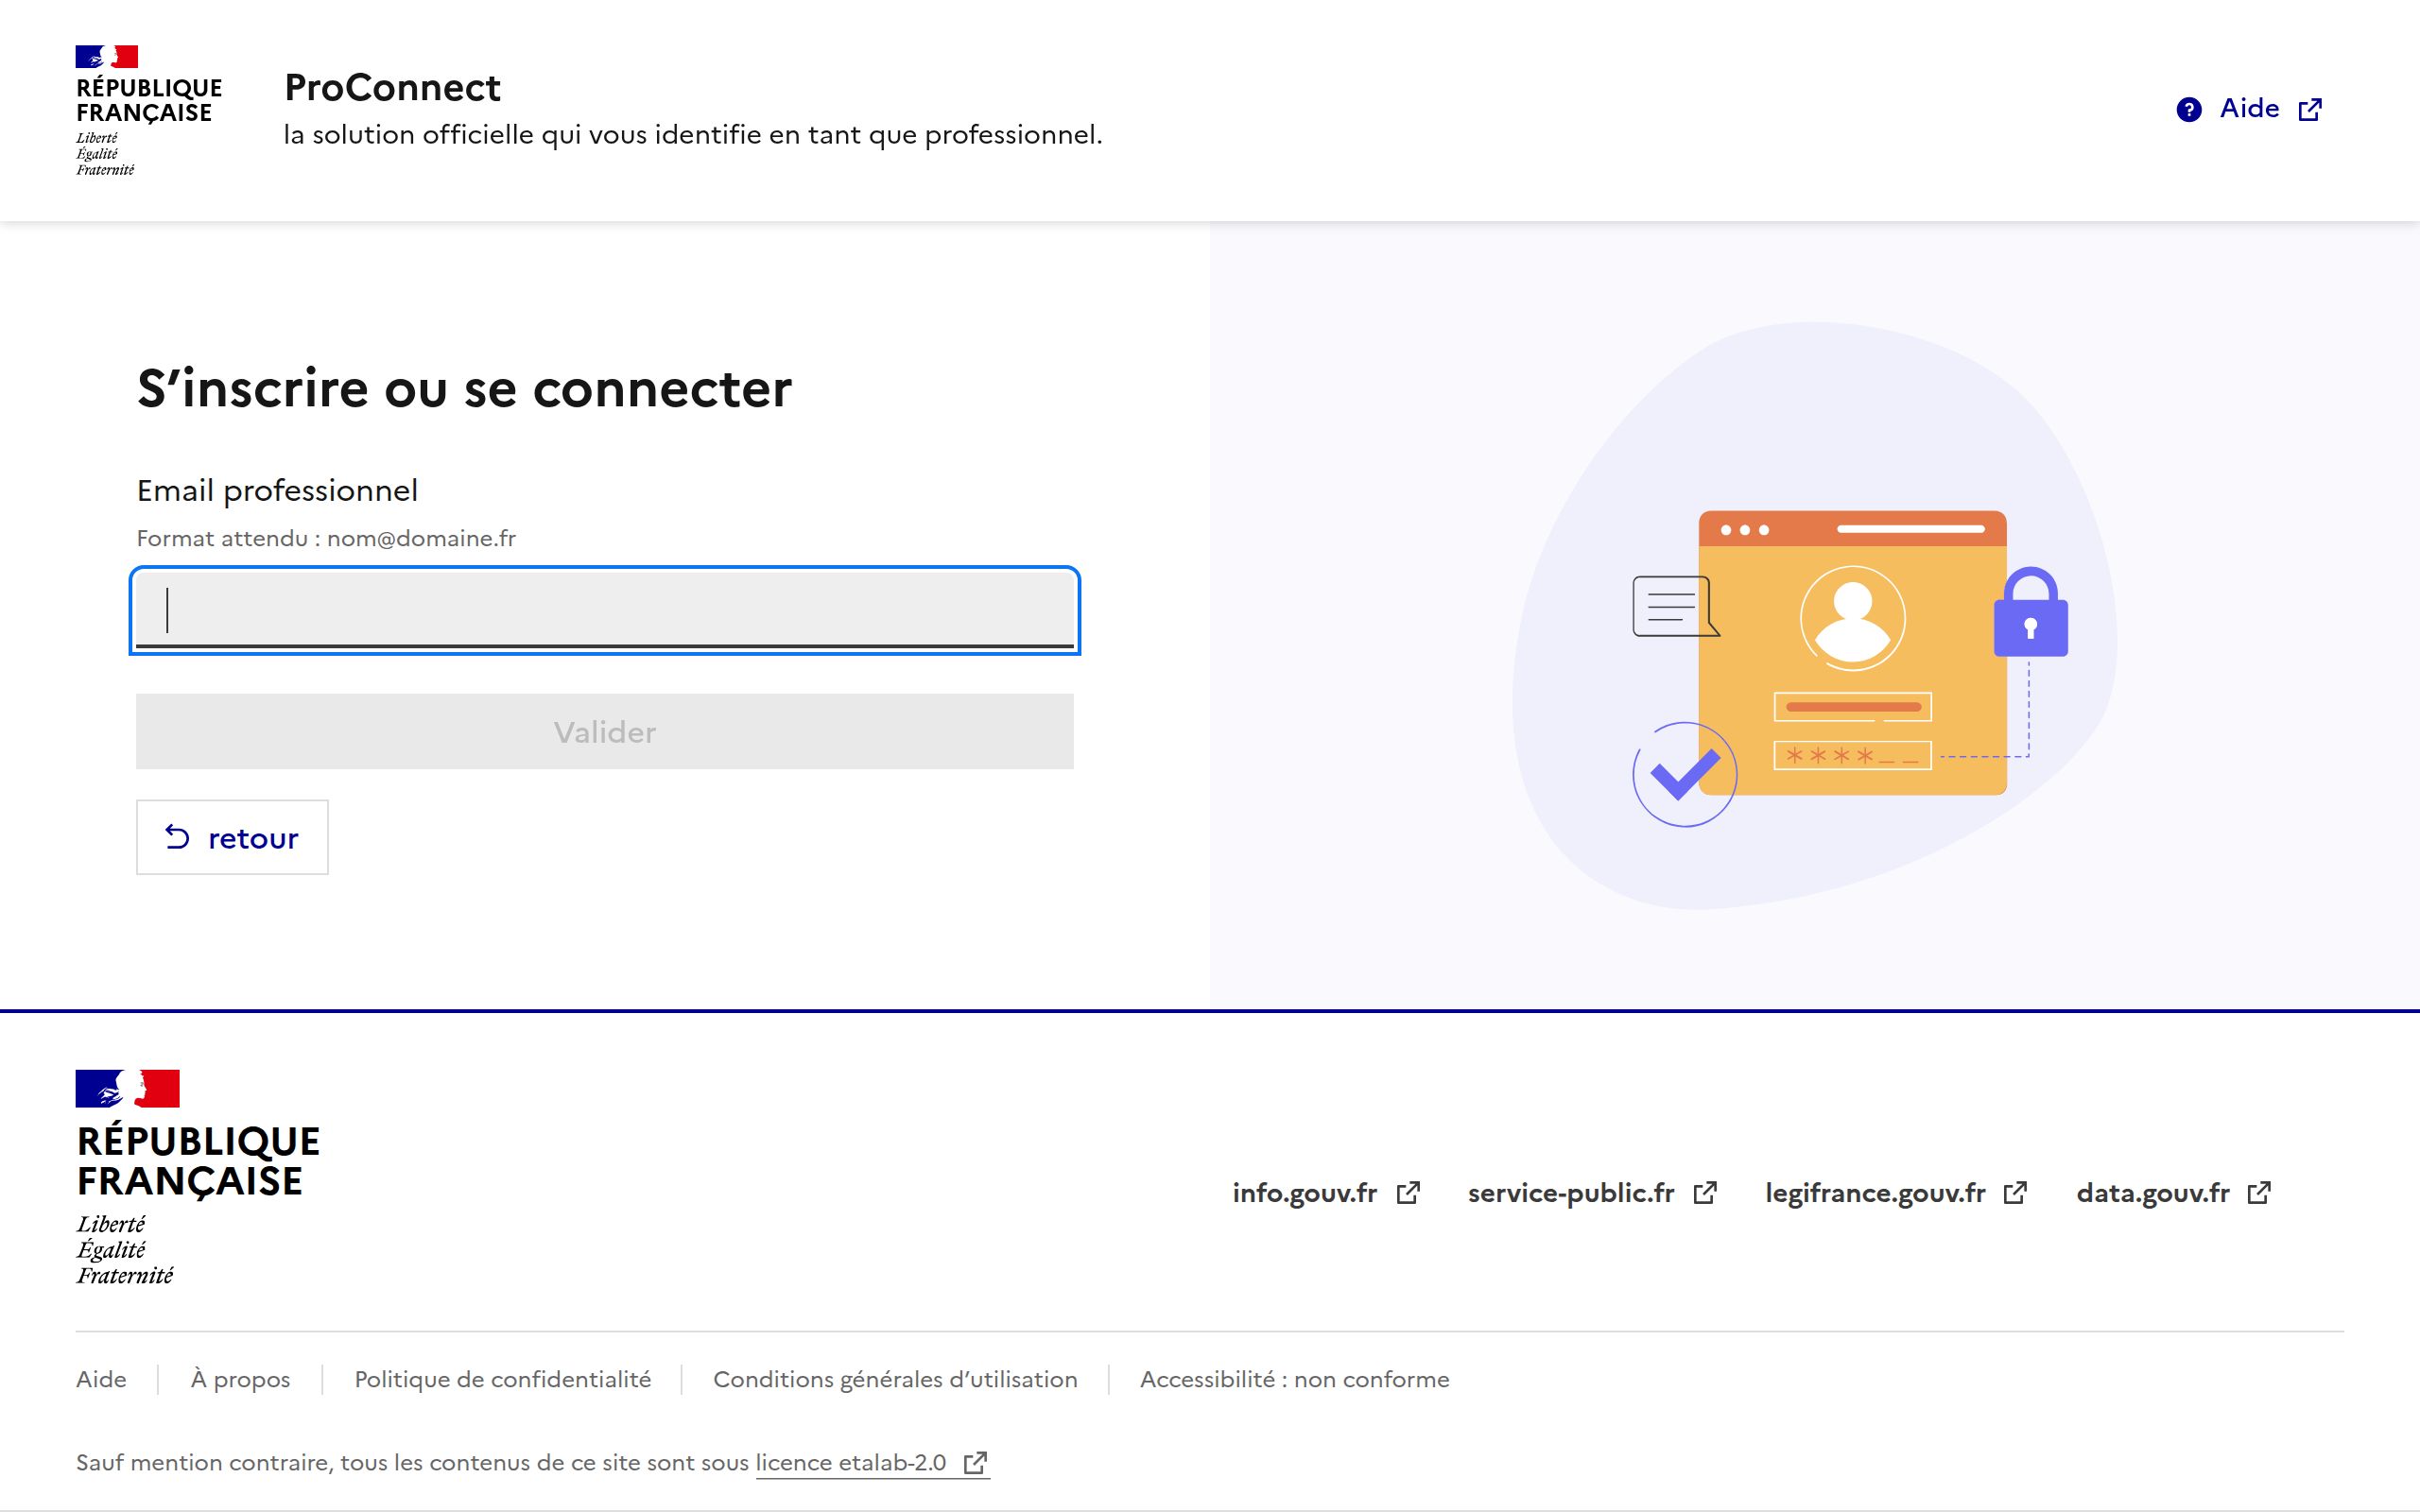 RÉPUBLIQUE
FRANÇAISE
Liberté
Égalité
Fraternité
ProConnect
la solution officielle qui vous identifie en tant que professionnel.
Aide
S’inscrire ou se connecter
Email professionnel
Format attendu : nom@domaine.fr
Valider
retour
****__
RÉPUBLIQUE
FRANÇAISE
Liberté
Égalité
Fraternité
info.gouv.fr service-public.fr legifrance.gouv.fr data.gouv.fr
Aide À propos Politique de confidentialité Conditions générales d’utilisation Accessibilité : non conforme
Sauf mention contraire, tous les contenus de ce site sont sous licence etalab-2.0